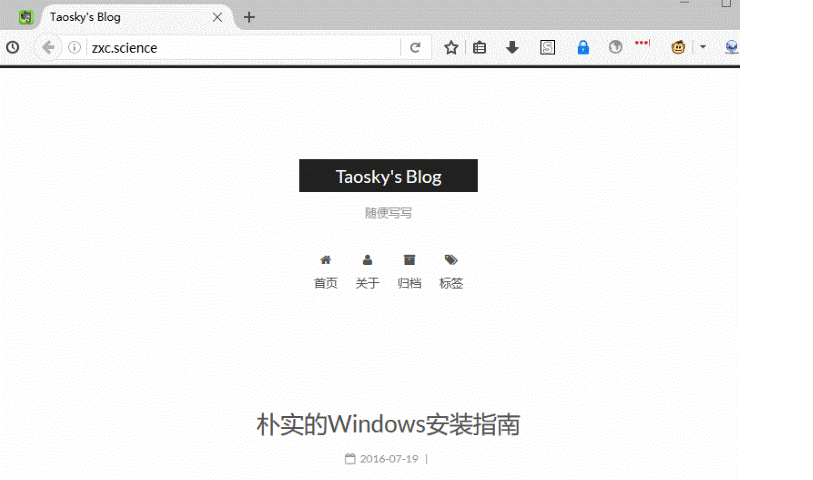 Taosky's Blog
zxc.science
Taosky's Blog
随便写写
首页 关于 归档 标签
朴实的Windows安装指南
2016-07-19 |